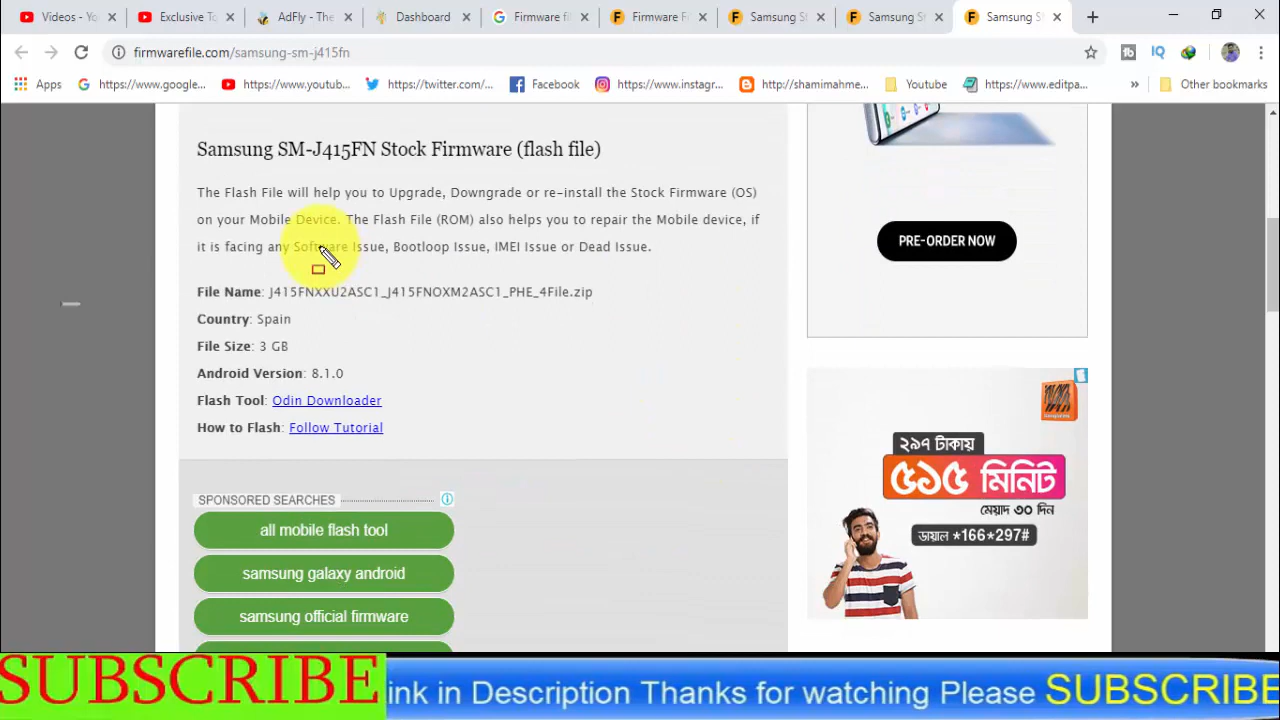 Videos - Yo
Exclusive To
AdFly - The
Dashboard
Firmware fil
Firmware F
Samsung S
Samsung S
Samsung S
firmwarefile.com/samsung-sm-j415fn
Apps
https://www.google...
https://www.youtub...
https://twitter.com/...
Facebook
https://www.instagr...
http://shamimahme...
Youtube
https://www.editpa...
Other bookmarks
Samsung SM-J415FN Stock Firmware (flash file)
The Flash File will help you to Upgrade, Downgrade or re-install the Stock Firmware (OS)
on your Mobile Device. The Flash File (ROM) also helps you to repair the Mobile device, if
it is facing any Software Issue, Bootloop Issue, IMEI Issue or Dead Issue.
File Name: J415FNXXU2ASC1_J415FNOXM2ASC1_PHE_4File.zip
Country: Spain
File Size: 3 GB
Android Version: 8.1.0
Flash Tool: Odin Downloader
How to Flash: Follow Tutorial
SPONSORED SEARCHES
all mobile flash tool
samsung galaxy android
samsung official firmware
PRE-ORDER NOW
২৯৭ টাকায়
৫১৫ মিনিট
মেয়াদ ৩০ দিন
ডায়াল *166*297#
SUBSCRIBE ink in Description Thanks for watching Please SUBSCRIBE